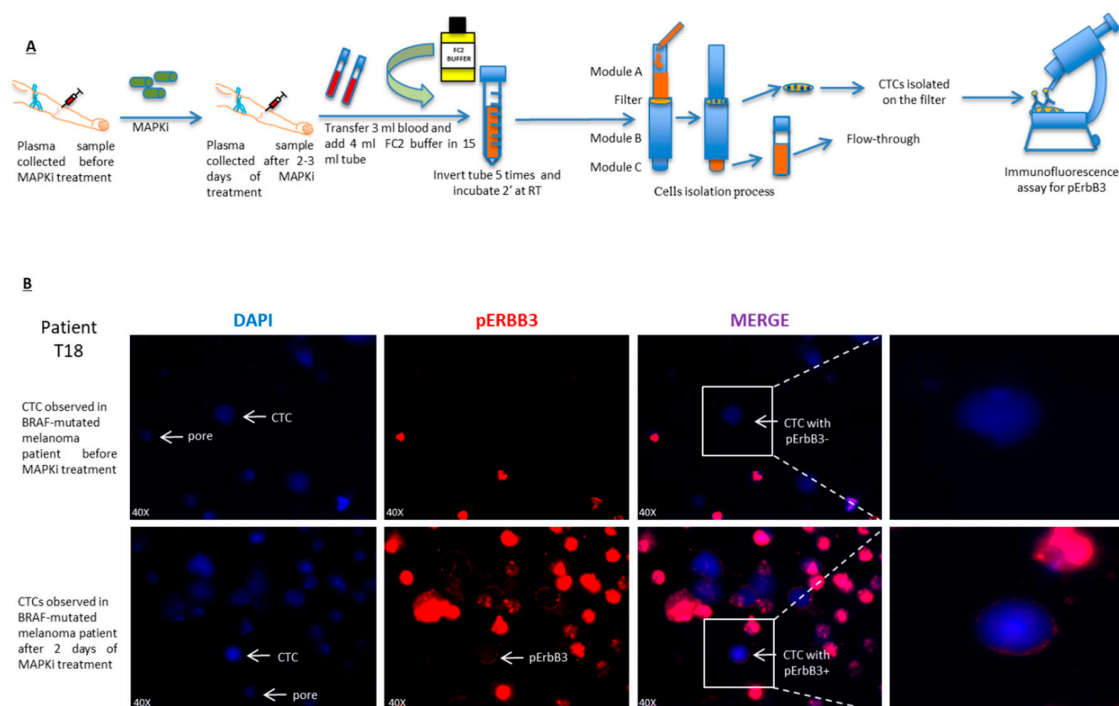 A
FC2
BUFFER
MAPKi
Plasma sample
collected before
MAPKi treatment
Plasma sample
collected after 2-3
days of MAPKi
treatment
Transfer 3 ml blood and
add 4 ml FC2 buffer in 15
ml tube
Invert tube 5 times and
incubate 2' at RT
Module A
Filter
Module B
Module C
Cells isolation process
CTCs isolated
on the filter
Flow-through
Immunofluorescence
assay for pErbB3
B
Patient
T18
DAPI
pERBB3
MERGE
CTC observed in
BRAF-mutated
melanoma
patient before
MAPKi treatment
CTC
pore
40X
40X
CTC with
pErbB3-
40X
CTCs observed in
BRAF-mutated
melanoma patient
after 2 days of
MAPKi treatment
CTC
pore
40X
pErbB3
40X
CTC with
pErbB3+
40X